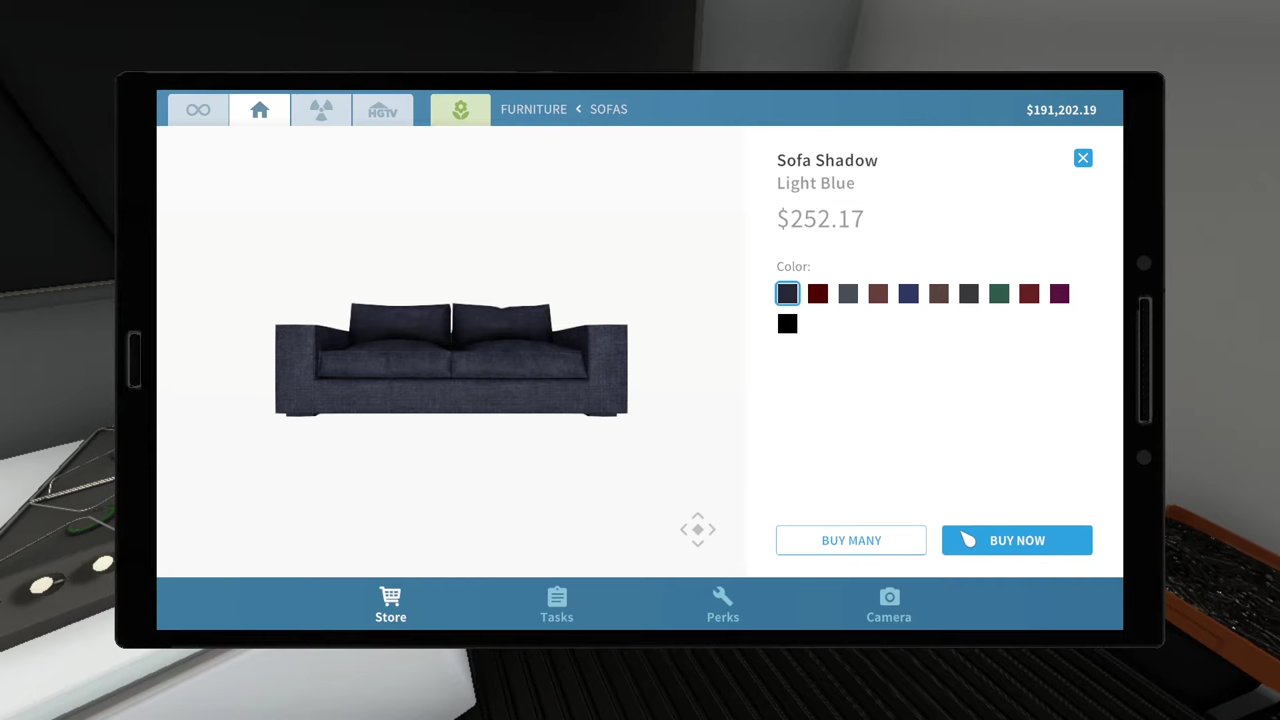 HGTV
FURNITURE < SOFAS
$191,202.19
Sofa Shadow
Light Blue
$252.17
Color:
BUY MANY
BUY NOW
Store
Tasks
Perks
Camera